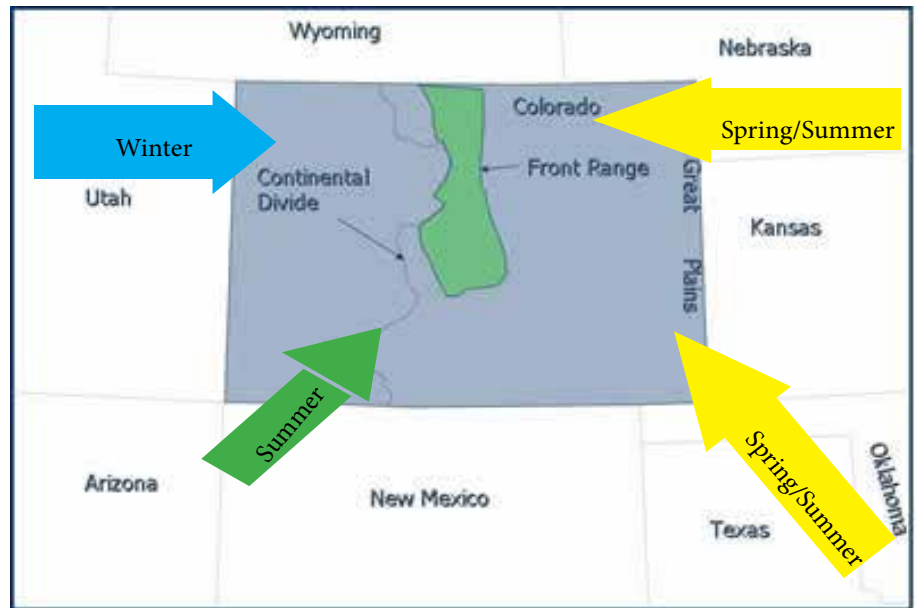 Wyoming
Nebraska
Colorado
Spring/Summer
Winter
Front Range
Continental
Divide
Great Plains
Utah
Kansas
Summer
Spring/Summer
Arizona
New Mexico
Texas
Oklahoma